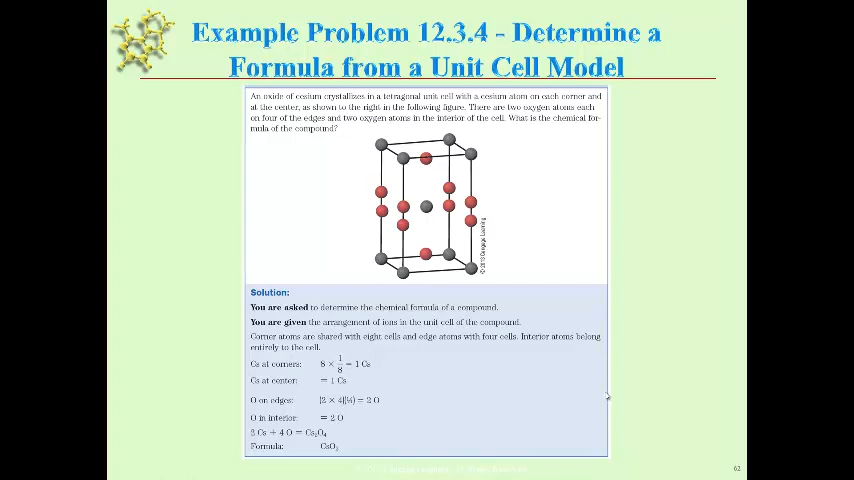 Example Problem 12.3.4 - Determine a
Formula from a Unit Cell Model
An oxide of cesium crystallizes in a tetragonal unit cell with a cesium atom on each corner and
at the center, as shown to the right in the following figure. There are two oxygen atoms each
on four of the edges and two oxygen atoms in the interior of the cell. What is the chemical for-
mula of the compound?
© 2013 Cengage Learning
Solution:
You are asked to determine the chemical formula of a compound.
You are given the arrangement of ions in the unit cell of the compound.
Corner atoms are shared with eight cells and edge atoms with four cells. Interior atoms belong
entirely to the cell.
Cs at corners: 8 × 1/8 = 1 Cs
Cs at center: = 1 Cs
O on edges: (2 × 4)(¼) = 2 O
O in interior: = 2 O
2 Cs + 4 O = Cs₂O₄
Formula: CsO₂
62